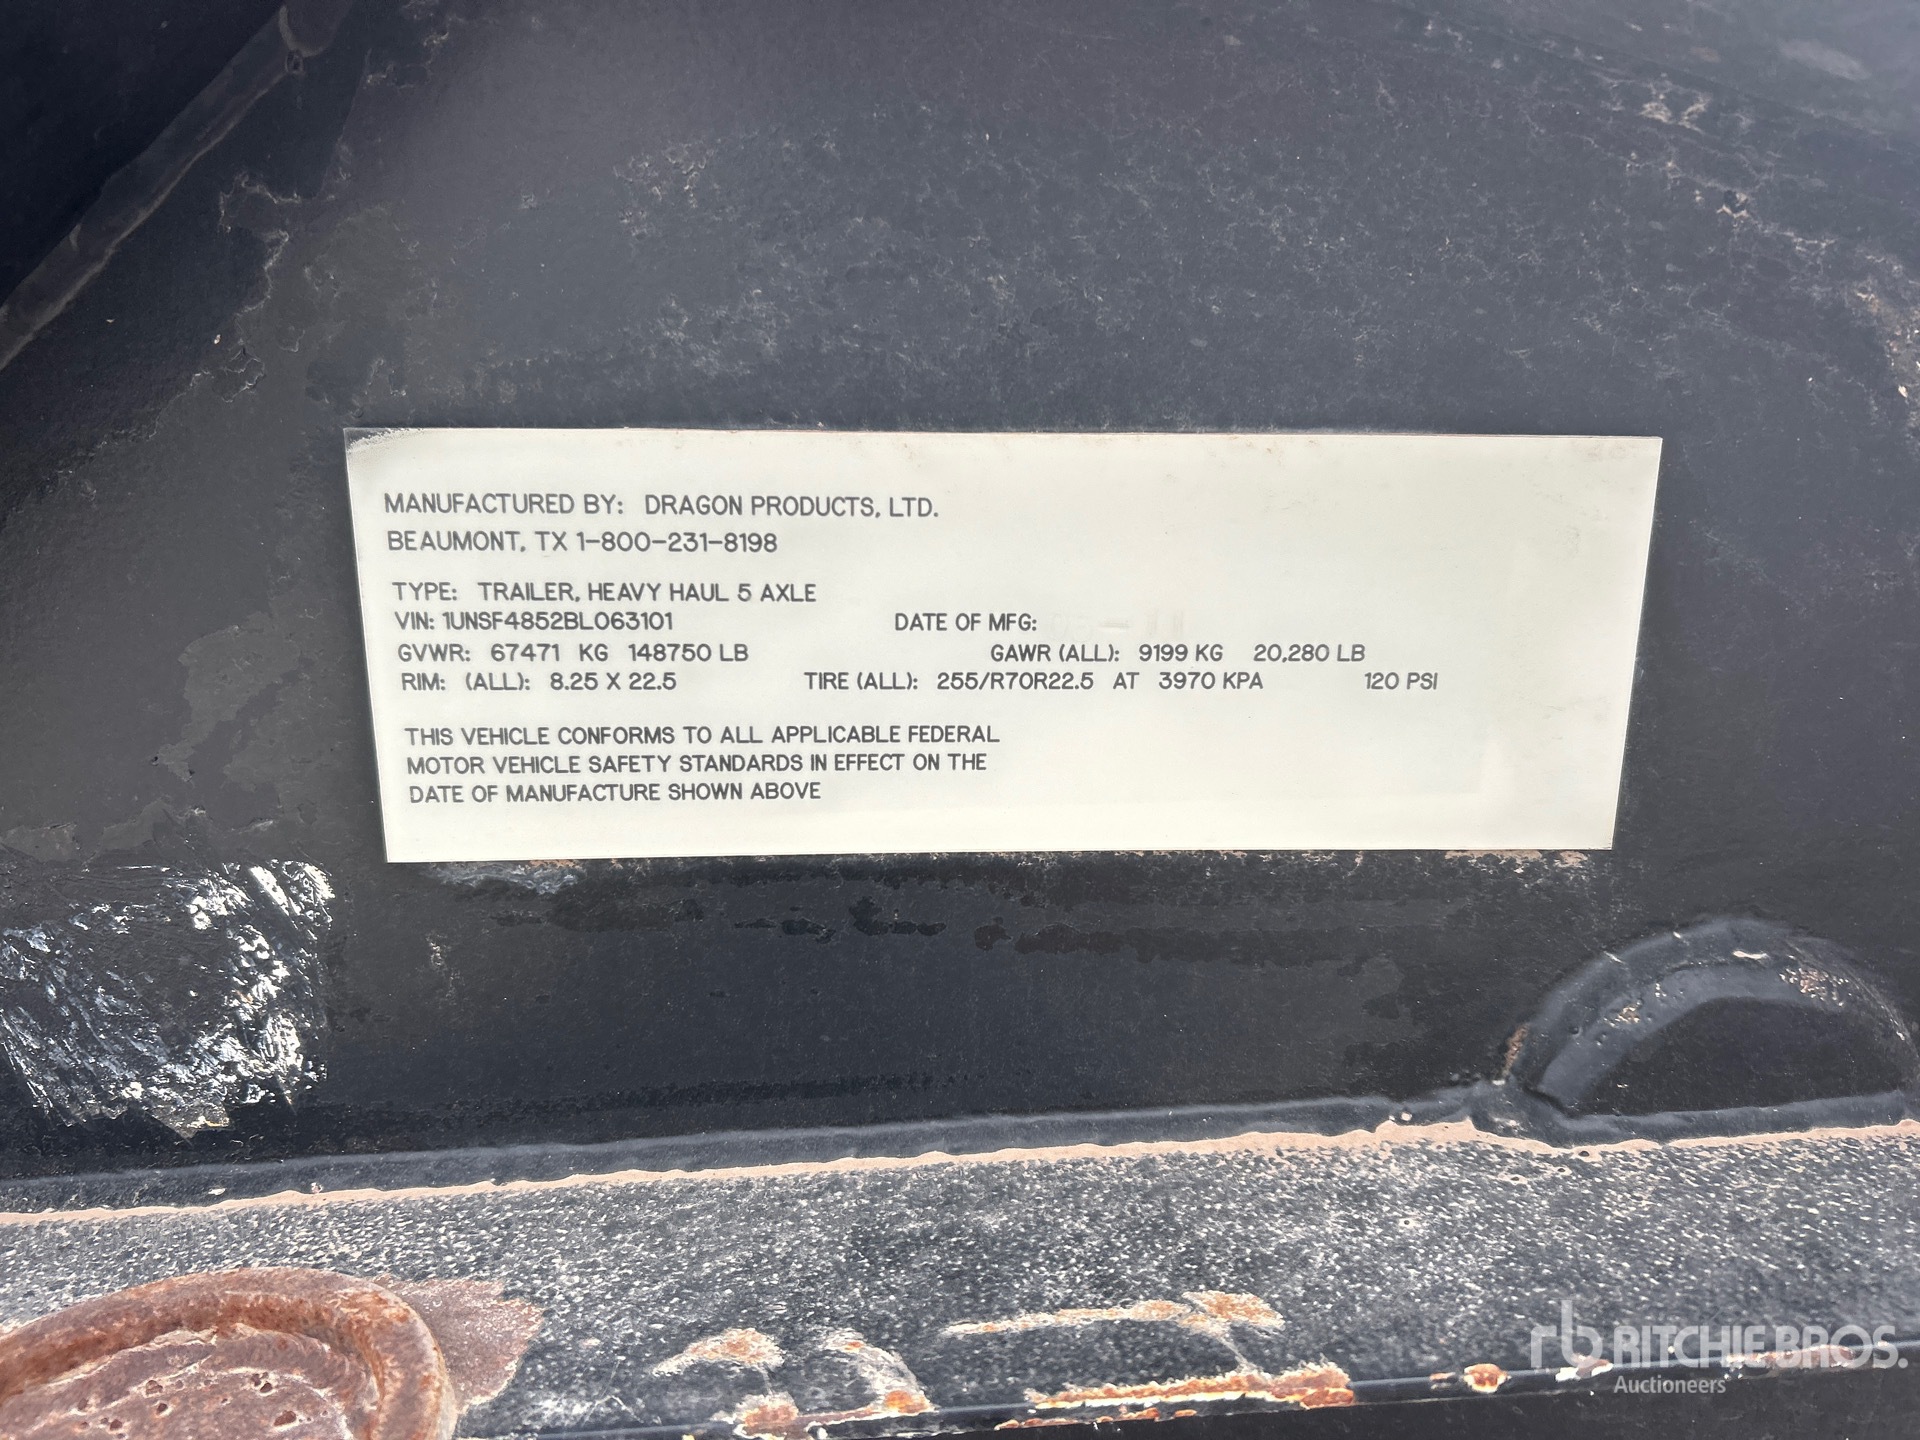 MANUFACTURED BY: DRAGON PRODUCTS, LTD.
BEAUMONT, TX 1-800-231-8198
TYPE: TRAILER, HEAVY HAUL 5 AXLE
VIN: 1UNSF4852BL063101 DATE OF MFG:
GVWR: 67471 KG 148750 LB GAWR (ALL): 9199 KG 20,280 LB
RIM: (ALL): 8.25 X 22.5 TIRE (ALL): 255/R70R22.5 AT 3970 KPA 120 PSI
THIS VEHICLE CONFORMS TO ALL APPLICABLE FEDERAL
MOTOR VEHICLE SAFETY STANDARDS IN EFFECT ON THE
DATE OF MANUFACTURE SHOWN ABOVE
rb RITCHIE BROS.
Auctioneers